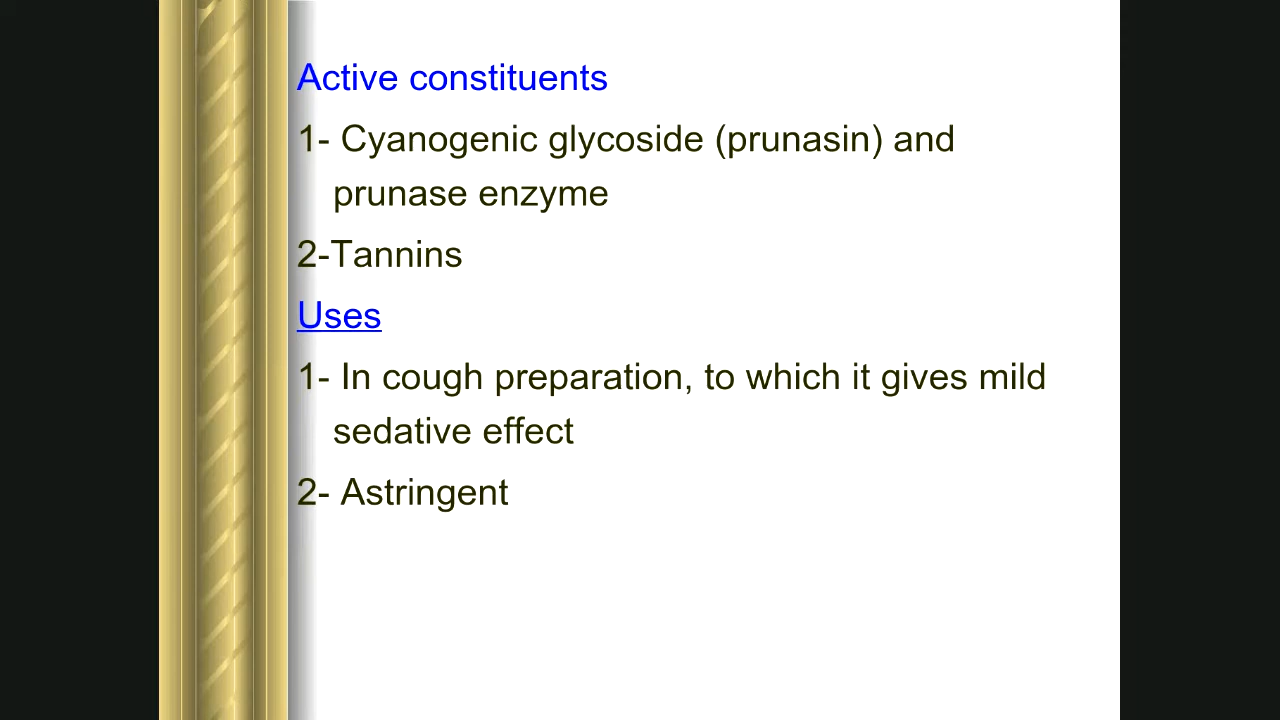 Active constituents
1- Cyanogenic glycoside (prunasin) and
prunase enzyme
2-Tannins
Uses
1- In cough preparation, to which it gives mild
sedative effect
2- Astringent